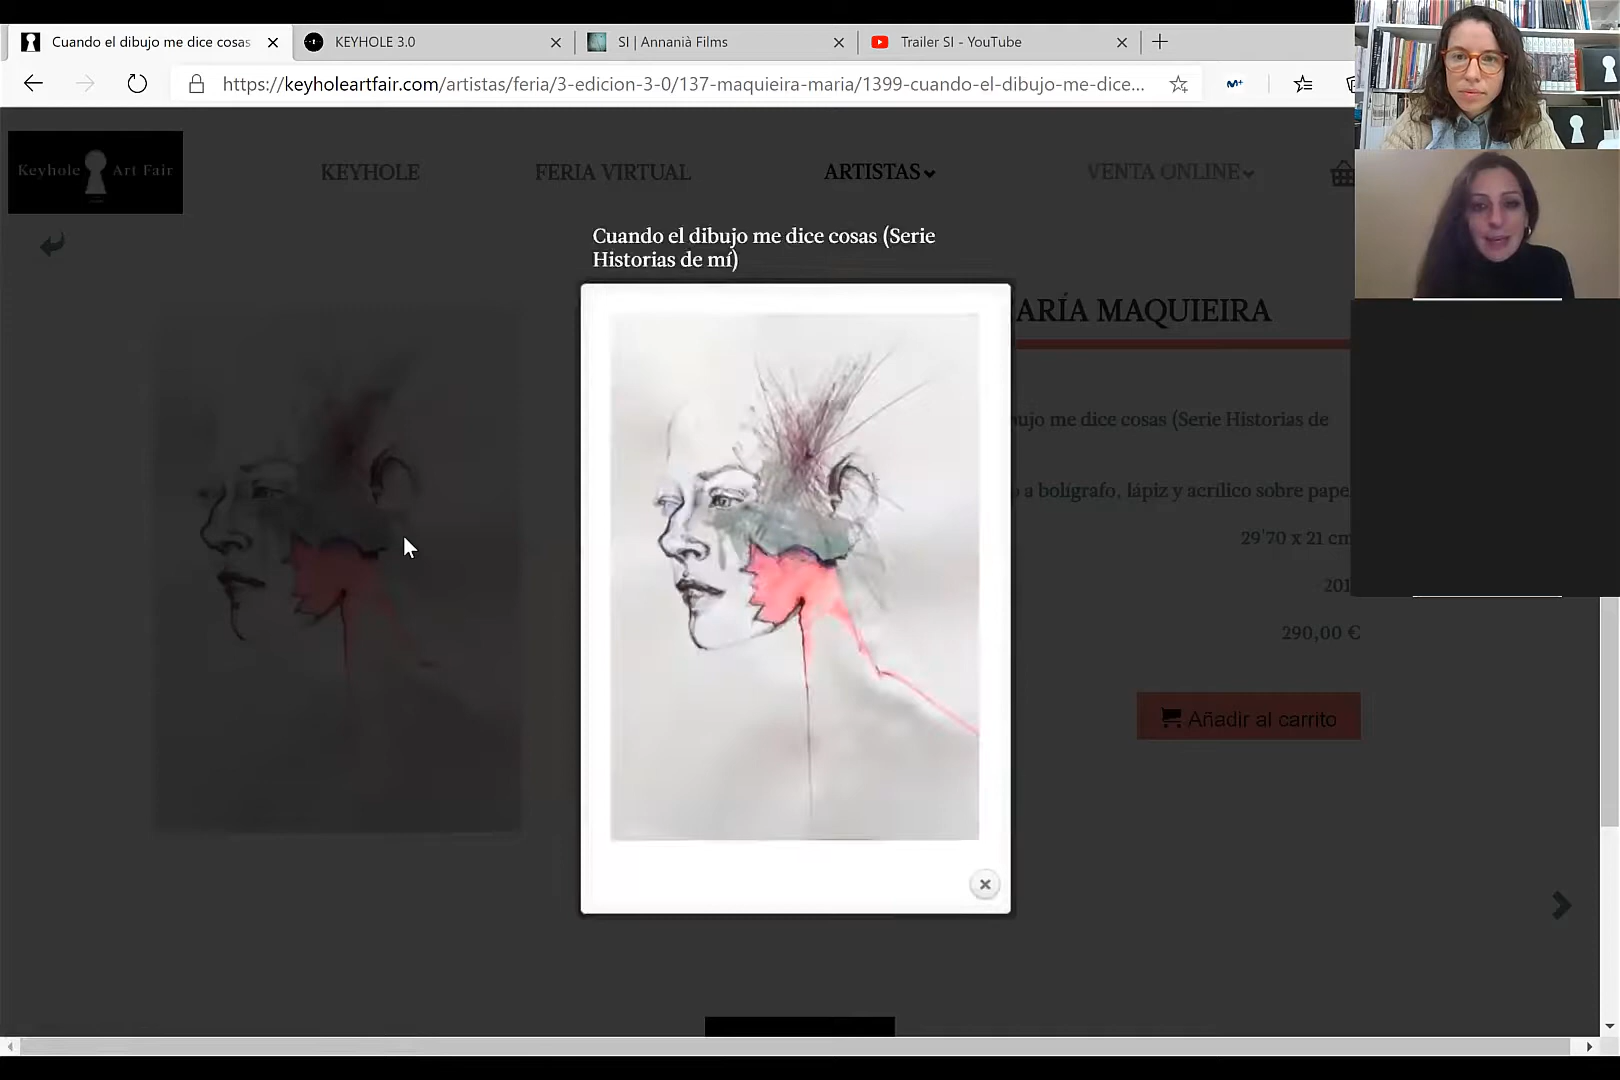 Cuando el dibujo me dice cosas
KEYHOLE 3.0
SI | Annanià Films
Trailer SI - YouTube
https://keyholeartfair.com/artistas/feria/3-edicion-3-0/137-maquieira-maria/1399-cuando-el-dibujo-me-dice...
Keyhole Art Fair
KEYHOLE
FERIA VIRTUAL
ARTISTAS
VENTA ONLINE
Cuando el dibujo me dice cosas (Serie
Historias de mí)
ARÍA MAQUIEIRA
me dice cosas (Serie Historias de
a bolígrafo, lápiz y acrílico sobre pape
29'70 x 21 cm
201
290,00 €
Añadir al carrito